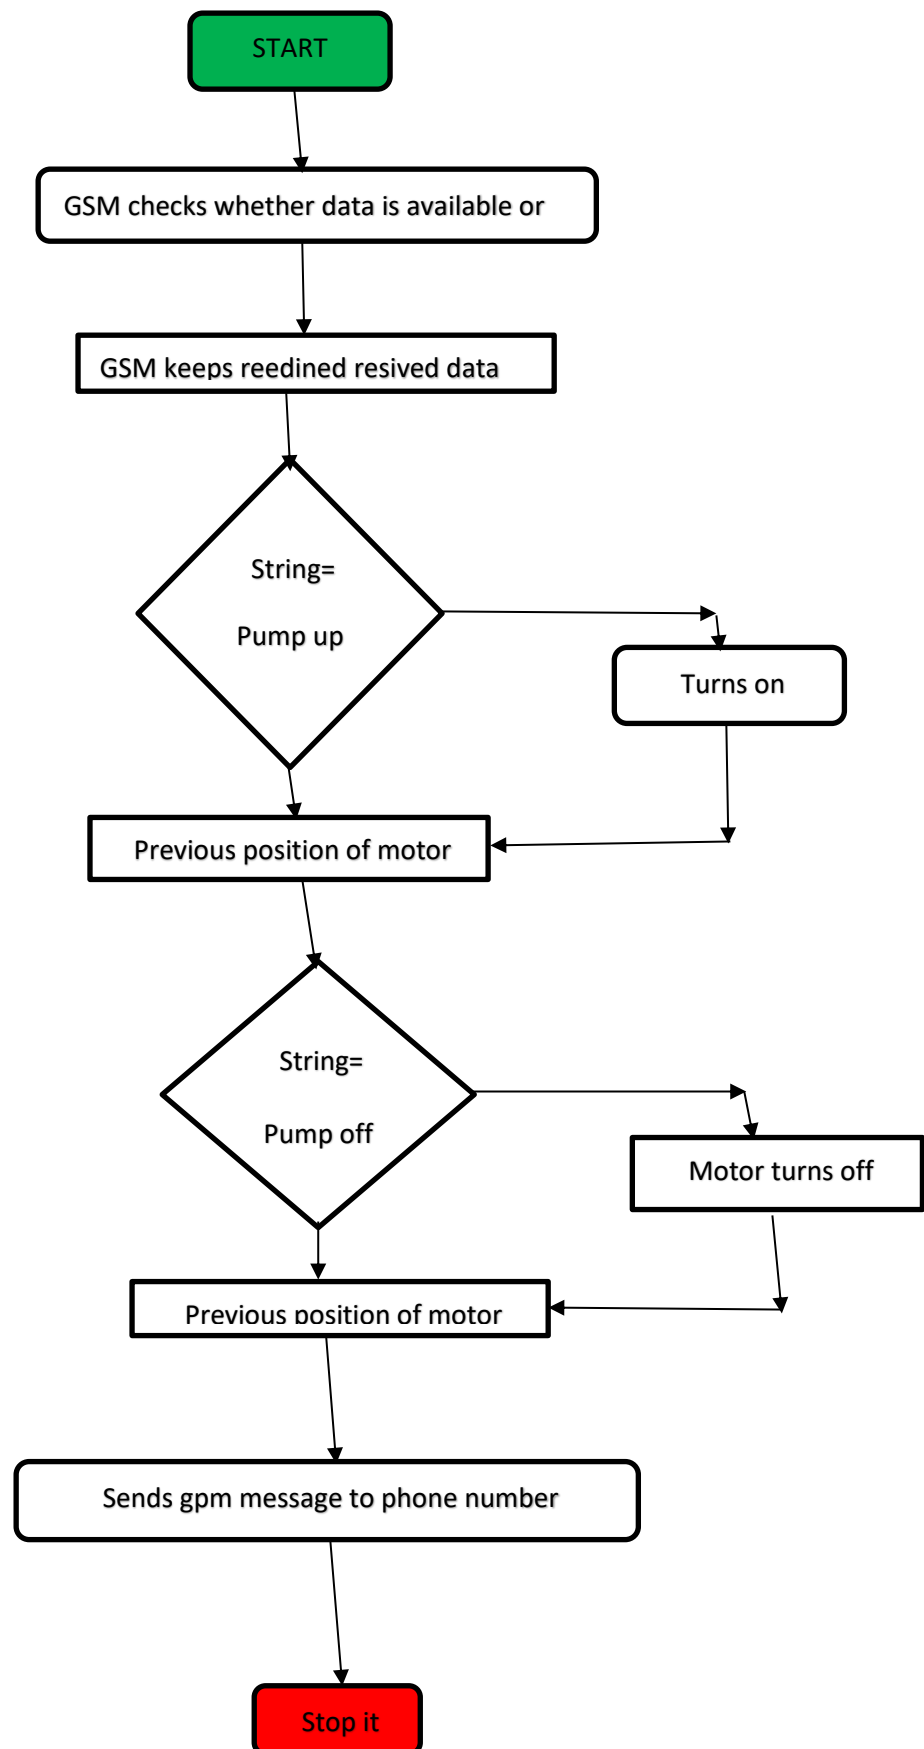 START
GSM checks whether data is available or
GSM keeps reedined resived data
String=
Pump up
Turns on
Previous position of motor
String=
Pump off
Motor turns off
Previous position of motor
Sends gpm message to phone number
Stop it